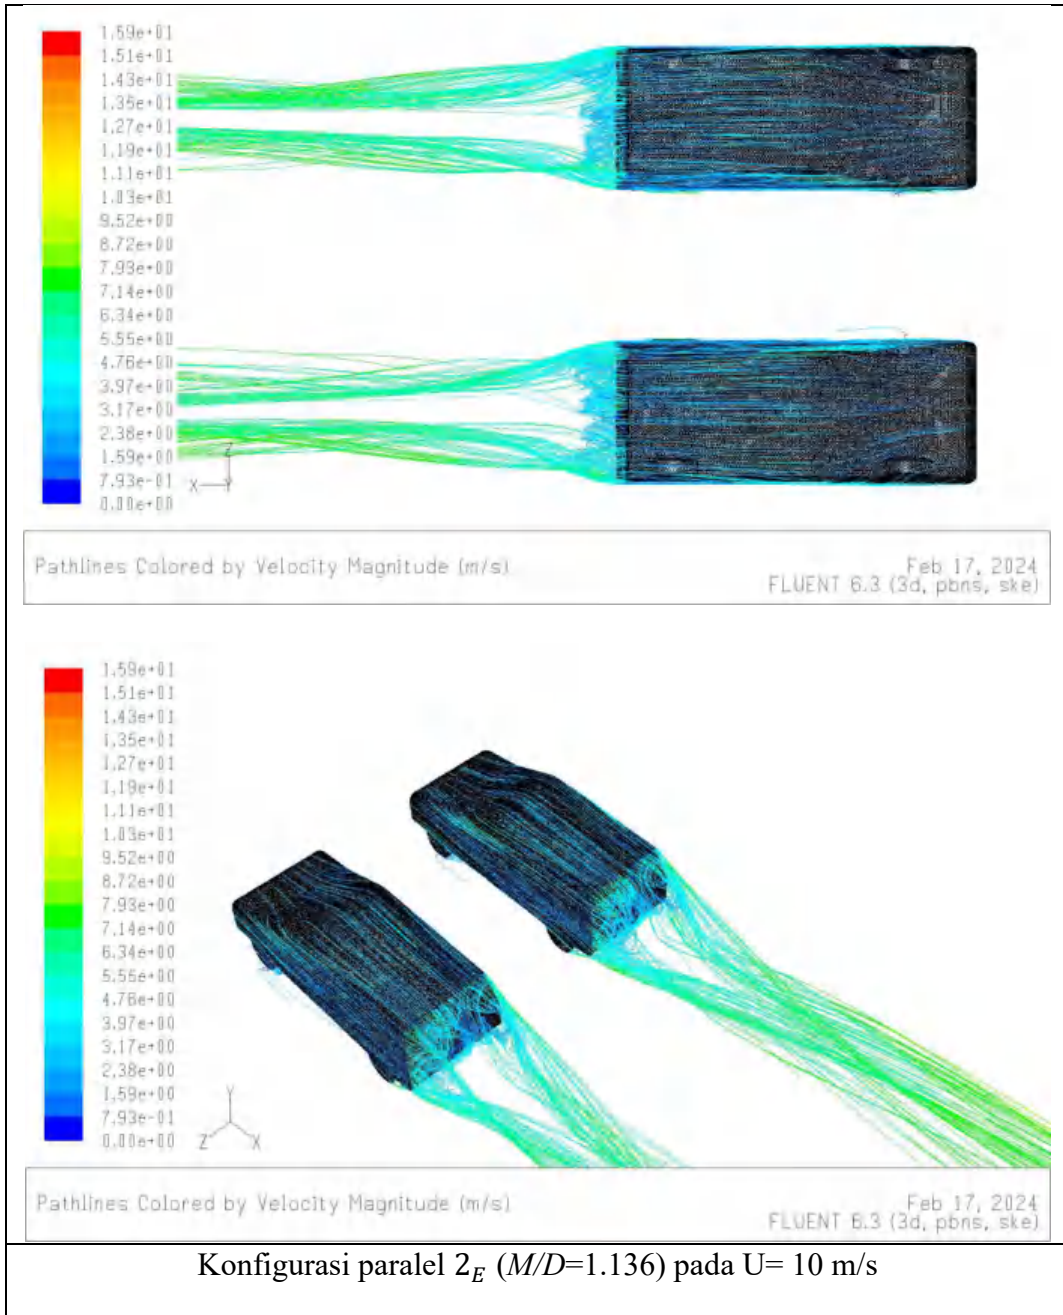 1.59e+01
1.51e+01
1.43e+01
1.35e+01
1.27e+01
1.19e+01
1.11e+01
1.03e+01
9.52e+00
8.72e+00
7.93e+00
7.14e+00
6.34e+00
5.55e+00
4.76e+00
3.97e+00
3.17e+00
2.38e+00
1.59e+00
7.93e-01
0.00e+00
Z
X Y
Pathlines Colored by Velocity Magnitude (m/s)
Feb 17, 2024
FLUENT 6.3 (3d, pbns, ske)
1.59e+01
1.51e+01
1.43e+01
1.35e+01
1.27e+01
1.19e+01
1.11e+01
1.03e+01
9.52e+00
8.72e+00
7.93e+00
7.14e+00
6.34e+00
5.55e+00
4.76e+00
3.97e+00
3.17e+00
2.38e+00
1.59e+00
7.93e-01
0.00e+00
Y
Z X
Pathlines Colored by Velocity Magnitude (m/s)
Feb 17, 2024
FLUENT 6.3 (3d, pbns, ske)
Konfigurasi paralel 2_E (M/D=1.136) pada U= 10 m/s